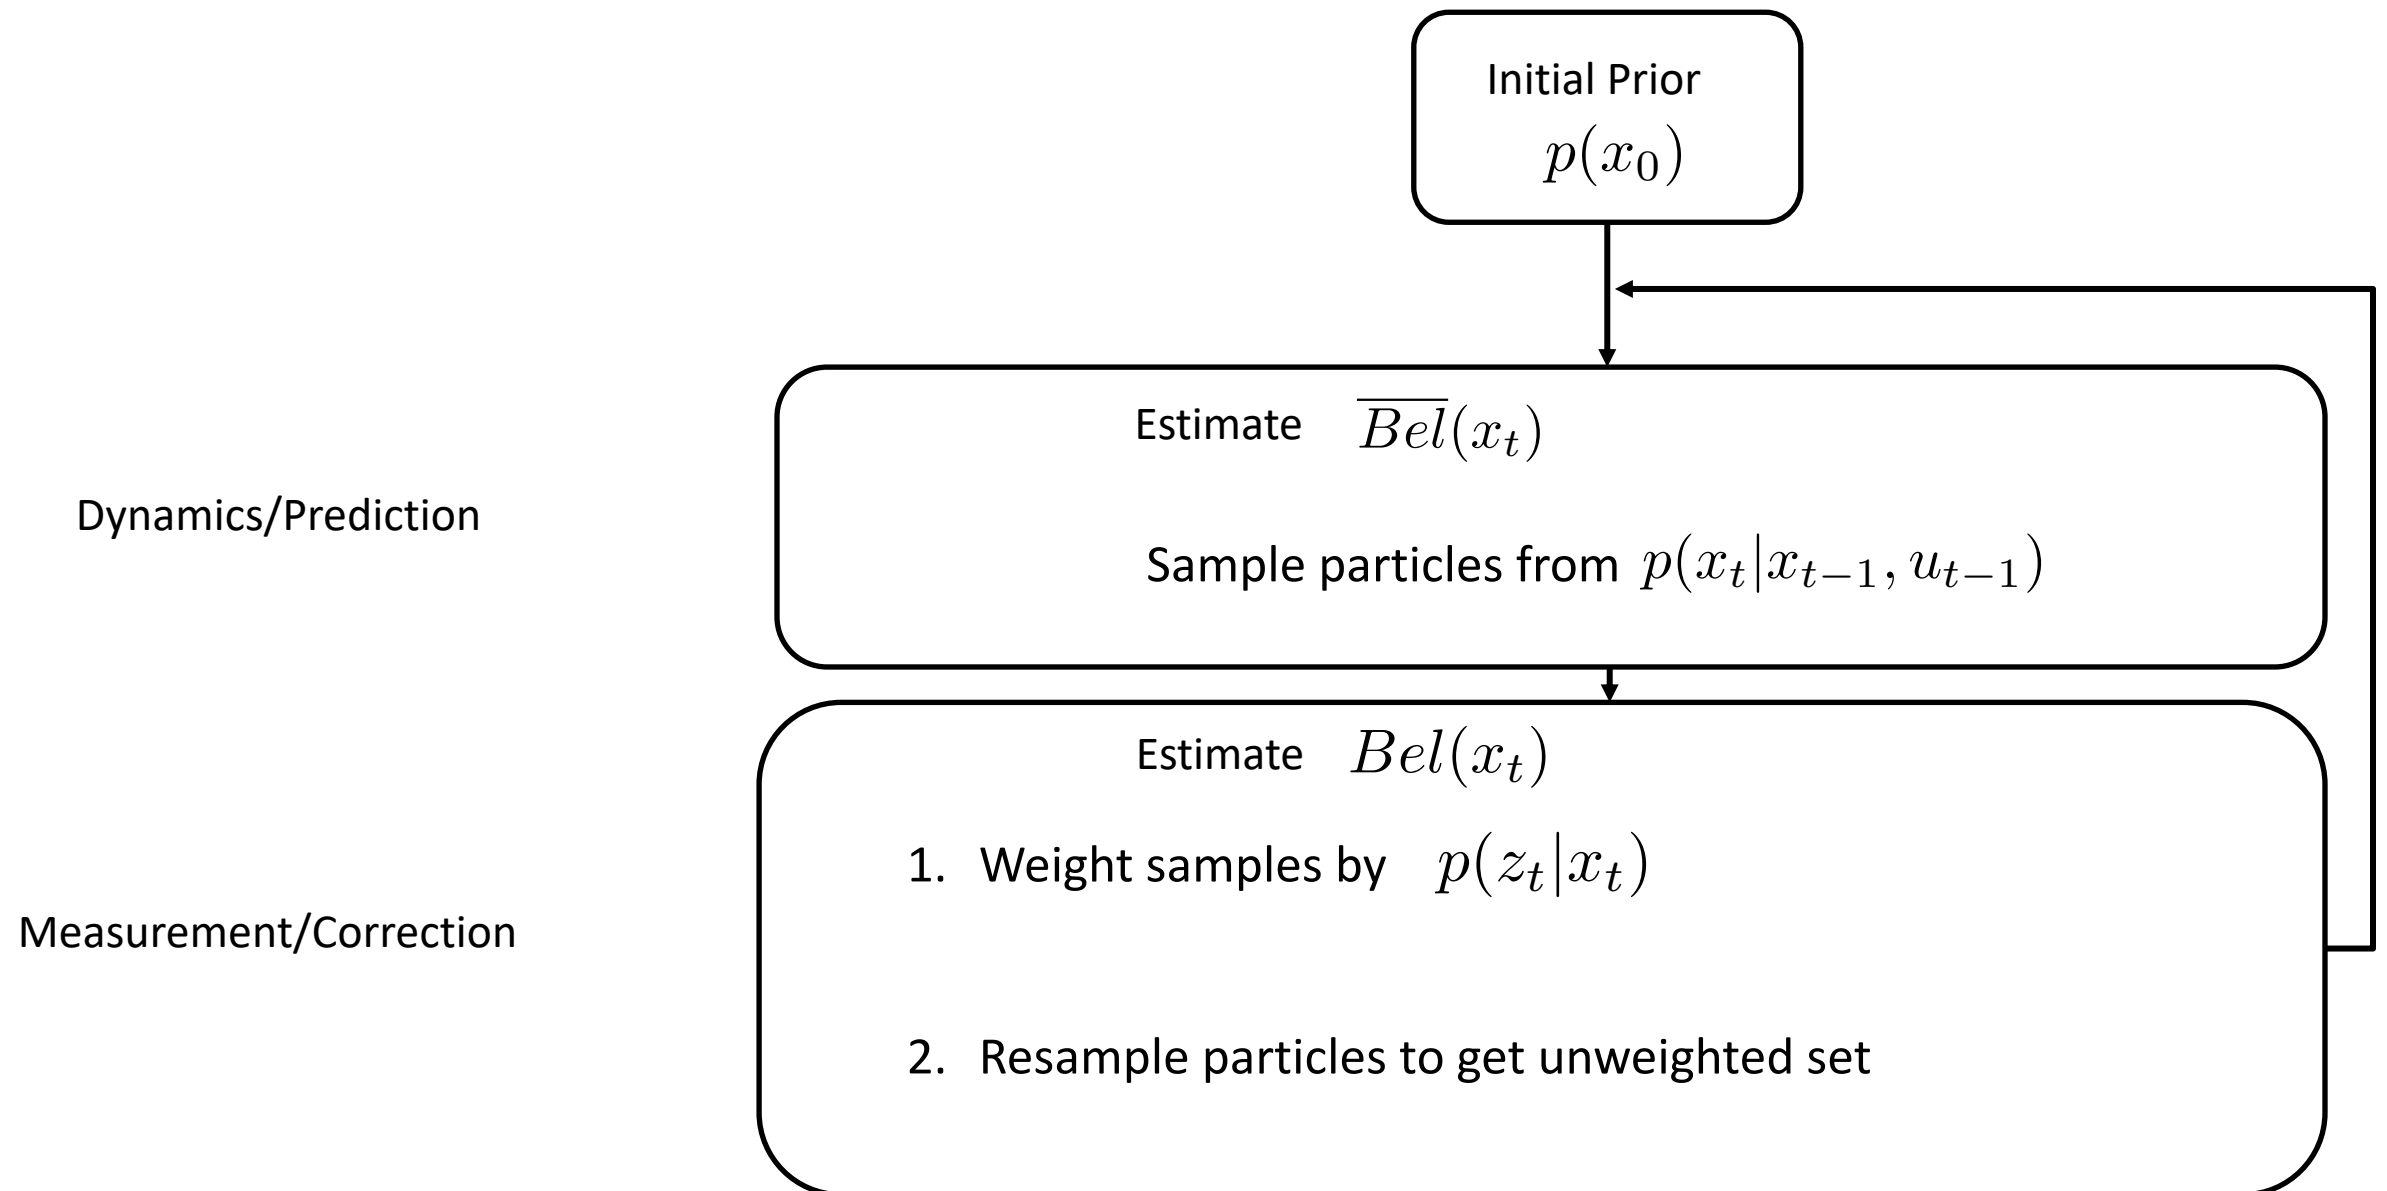 Initial Prior
p(x_0)
Estimate \overline{Bel}(x_t)
Dynamics/Prediction
Sample particles from p(x_t|x_{t-1}, u_{t-1})
Estimate Bel(x_t)
1. Weight samples by p(z_t|x_t)
Measurement/Correction
2. Resample particles to get unweighted set